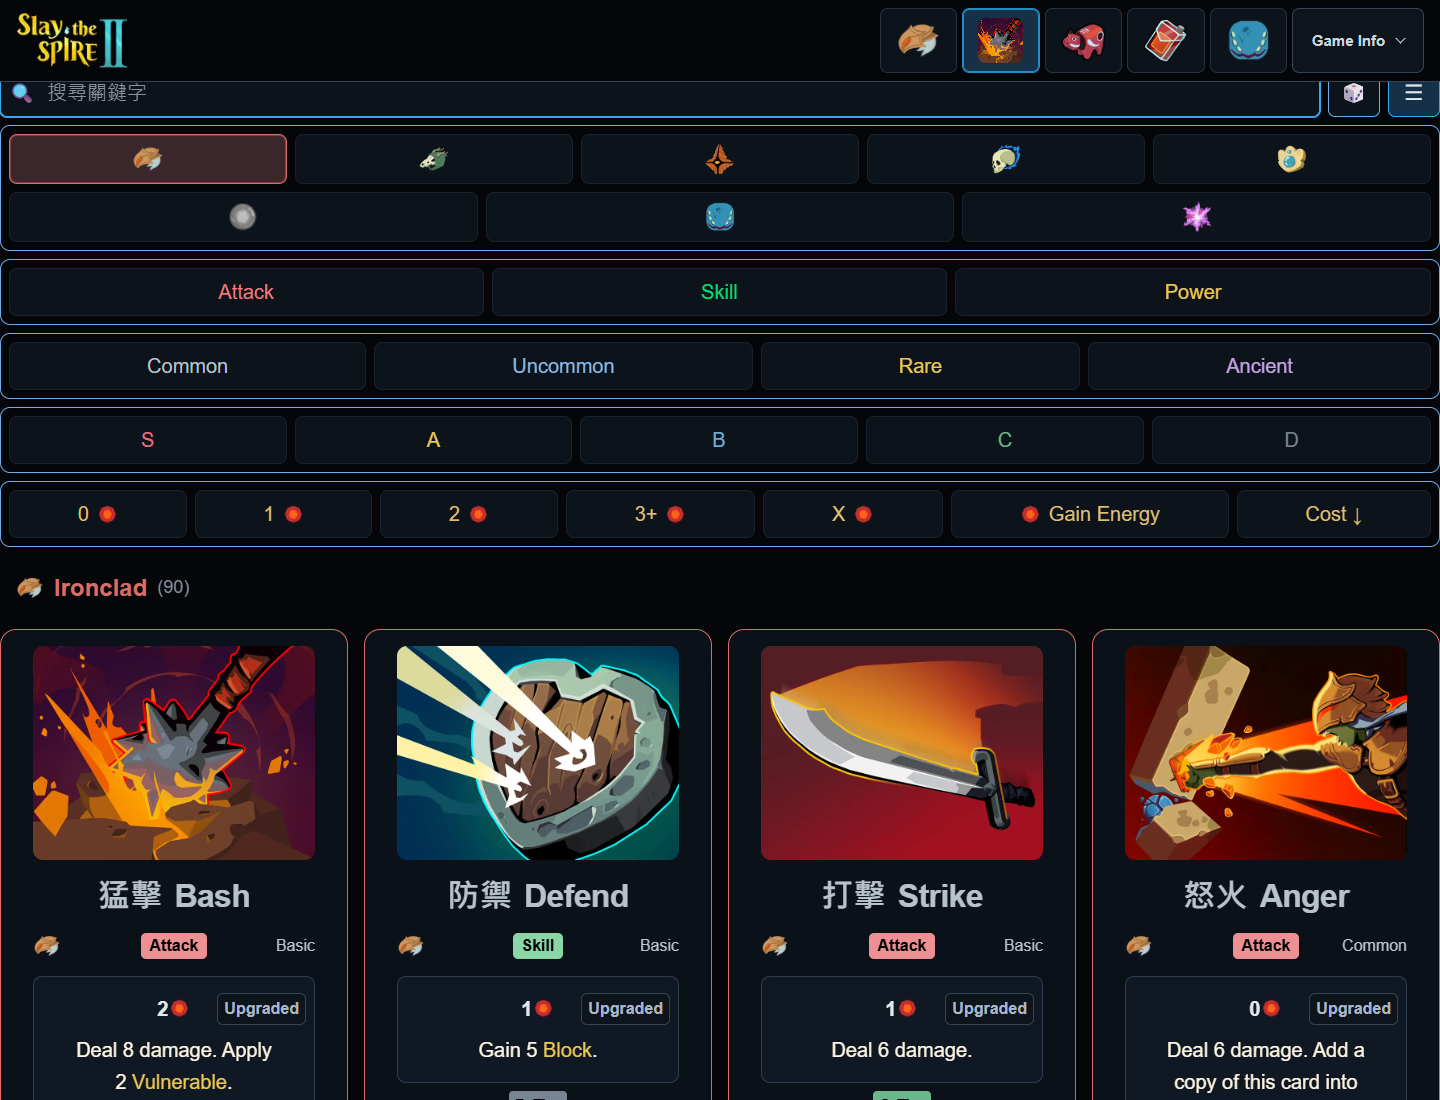 Slay the
SPIRE II
Game Info
搜尋關鍵字
Attack
Skill
Power
Common
Uncommon
Rare
Ancient
S
A
B
C
D
0
1
2
3+
X
Gain Energy
Cost ↓
Ironclad (90)
猛擊 Bash
Attack
Basic
2
Upgraded
Deal 8 damage. Apply
2 Vulnerable.
防禦 Defend
Skill
Basic
1
Upgraded
Gain 5 Block.
打擊 Strike
Attack
Basic
1
Upgraded
Deal 6 damage.
怒火 Anger
Attack
Common
0
Upgraded
Deal 6 damage. Add a
copy of this card into